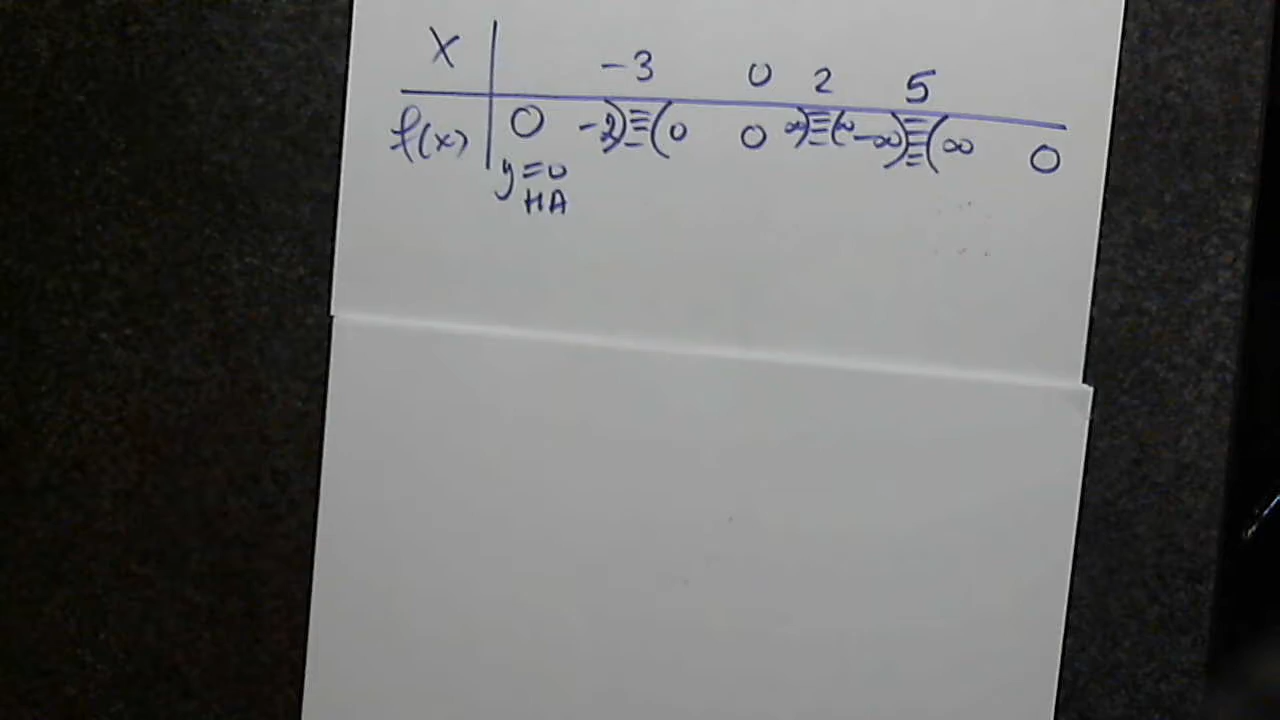 x -3 0 2 5
f(x) 0 -2)≡(0 0 ∞)≡(∞ -∞)≡(∞ 0
y=0
HA